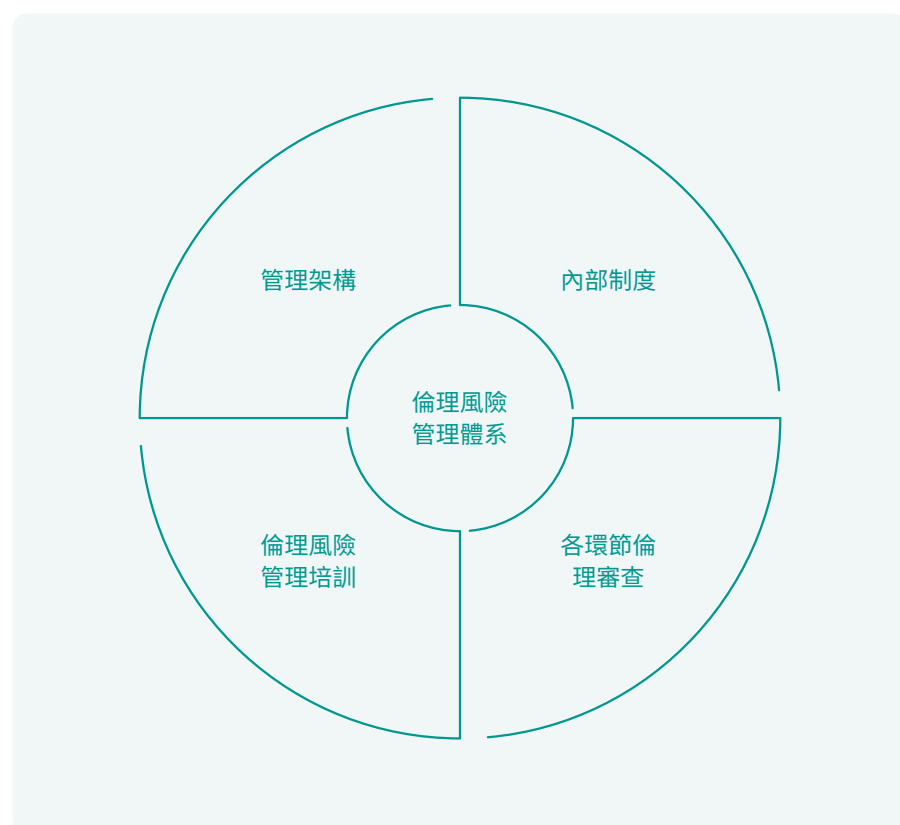 管理架構
內部制度
倫理風險
管理體系
倫理風險
管理培訓
各環節倫
理審查